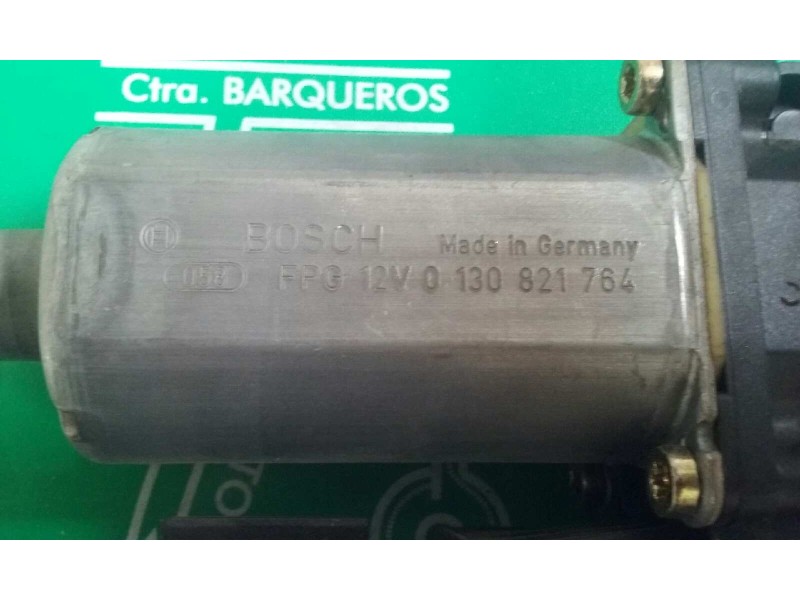 Ctra. BARQUEROS
BOSCH Made in Germany
FPG 12V 0 130 821 764